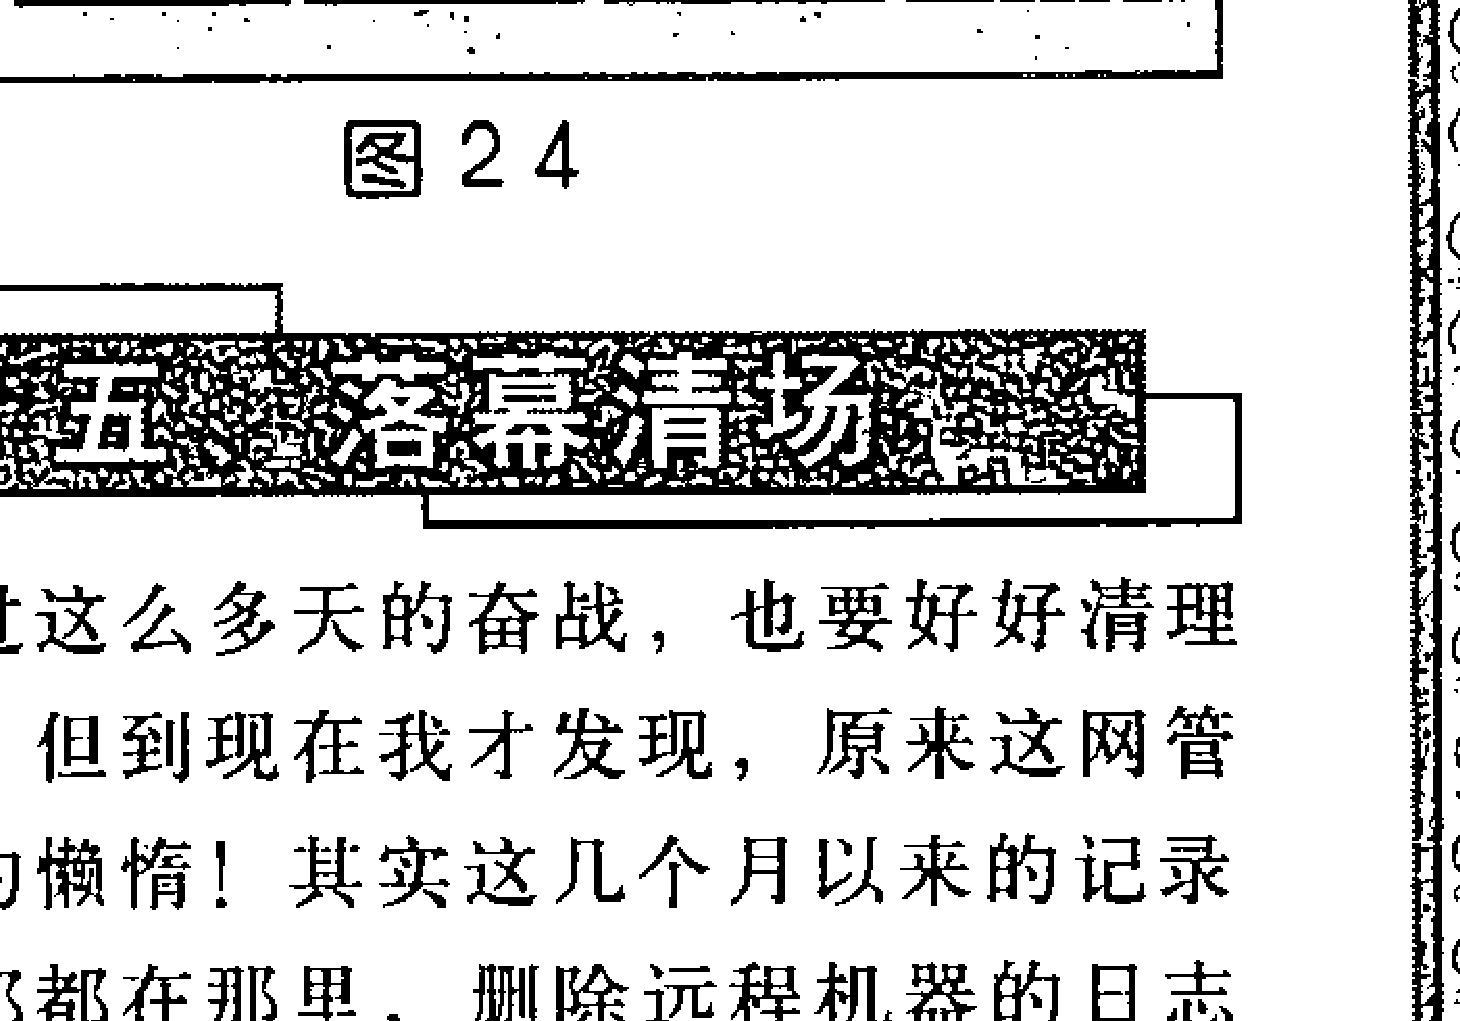 图24
五、落幕清场
这么多天的奋战，也要好好清理
但到现在我才发现，原来这网管
懒惰！其实这几个月以来的记录
都在那里，删除远程机器的日志